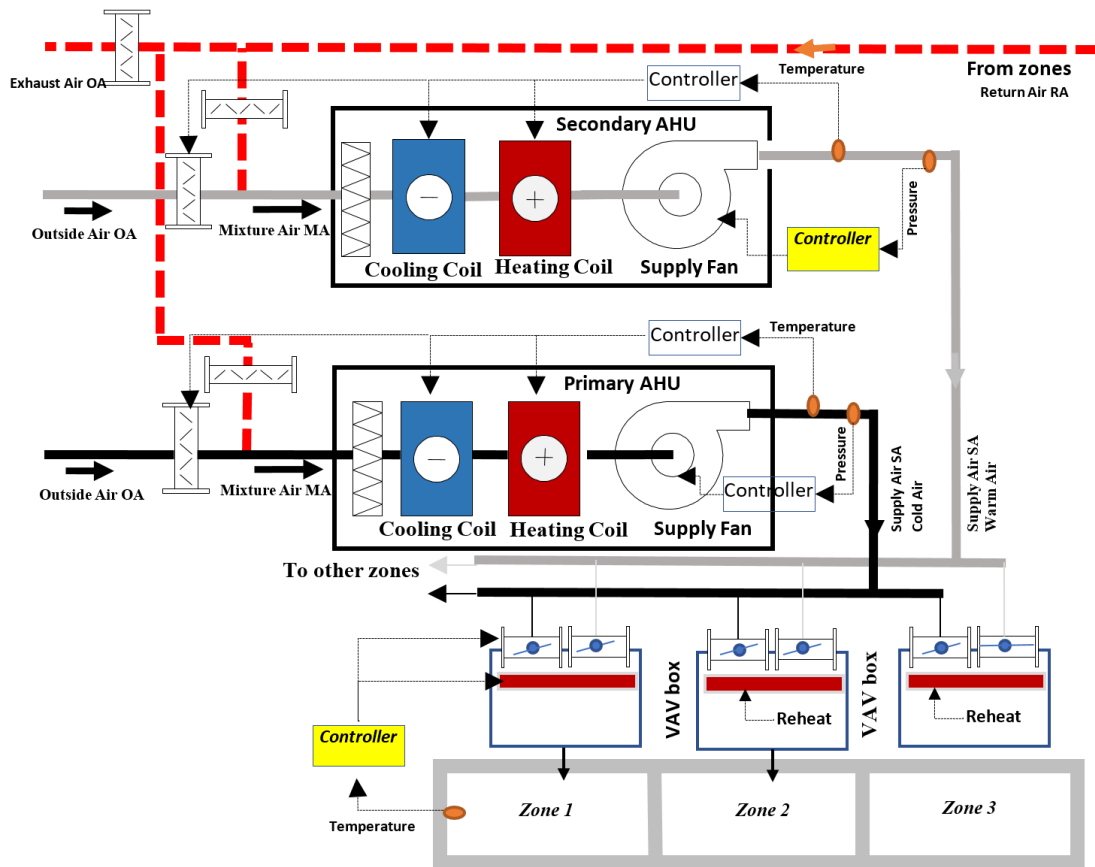 Exhaust Air OA
Temperature
From zones
Return Air RA
Controller
Secondary AHU
−
+
Pressure
Outside Air OA
Mixture Air MA
Controller
Cooling Coil
Heating Coil
Supply Fan
Controller
Temperature
Primary AHU
−
+
Pressure
Controller
Supply Air SA
Cold Air
Supply Air SA
Warm Air
Outside Air OA
Mixture Air MA
Cooling Coil
Heating Coil
Supply Fan
To other zones
VAV box
VAV box
Reheat
Reheat
Controller
Temperature
Zone 1
Zone 2
Zone 3